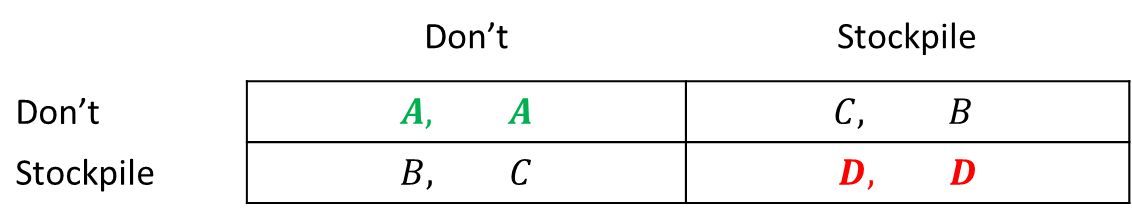 Don’t Stockpile
Don’t A, A C, B
Stockpile B, C D, D